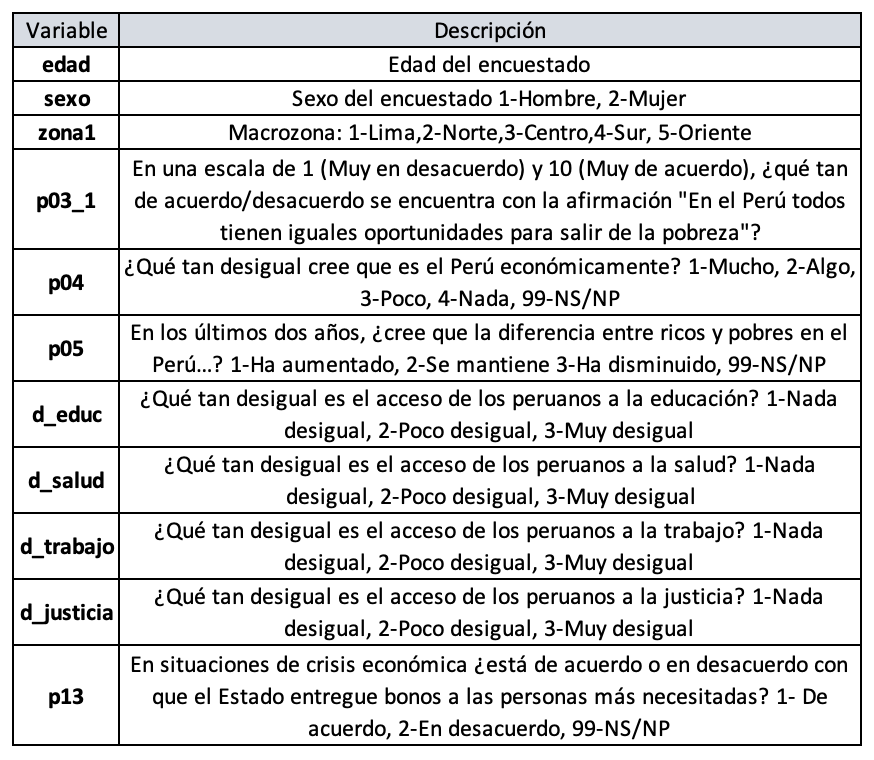 Variable Descripción
edad Edad del encuestado
sexo Sexo del encuestado 1-Hombre, 2-Mujer
zona1 Macrozona: 1-Lima,2-Norte,3-Centro,4-Sur, 5-Oriente
p03_1
En una escala de 1 (Muy en desacuerdo) y 10 (Muy de acuerdo), ¿qué tan
de acuerdo/desacuerdo se encuentra con la afirmación "En el Perú todos
tienen iguales oportunidades para salir de la pobreza"?
p04
¿Qué tan desigual cree que es el Perú económicamente? 1-Mucho, 2-Algo,
3-Poco, 4-Nada, 99-NS/NP
p05
En los últimos dos años, ¿cree que la diferencia entre ricos y pobres en el
Perú...? 1-Ha aumentado, 2-Se mantiene 3-Ha disminuido, 99-NS/NP
d_educ
¿Qué tan desigual es el acceso de los peruanos a la educación? 1-Nada
desigual, 2-Poco desigual, 3-Muy desigual
d_salud
¿Qué tan desigual es el acceso de los peruanos a la salud? 1-Nada
desigual, 2-Poco desigual, 3-Muy desigual
d_trabajo
¿Qué tan desigual es el acceso de los peruanos a la trabajo? 1-Nada
desigual, 2-Poco desigual, 3-Muy desigual
d_justicia
¿Qué tan desigual es el acceso de los peruanos a la justicia? 1-Nada
desigual, 2-Poco desigual, 3-Muy desigual
p13
En situaciones de crisis económica ¿está de acuerdo o en desacuerdo con
que el Estado entregue bonos a las personas más necesitadas? 1- De
acuerdo, 2-En desacuerdo, 99-NS/NP